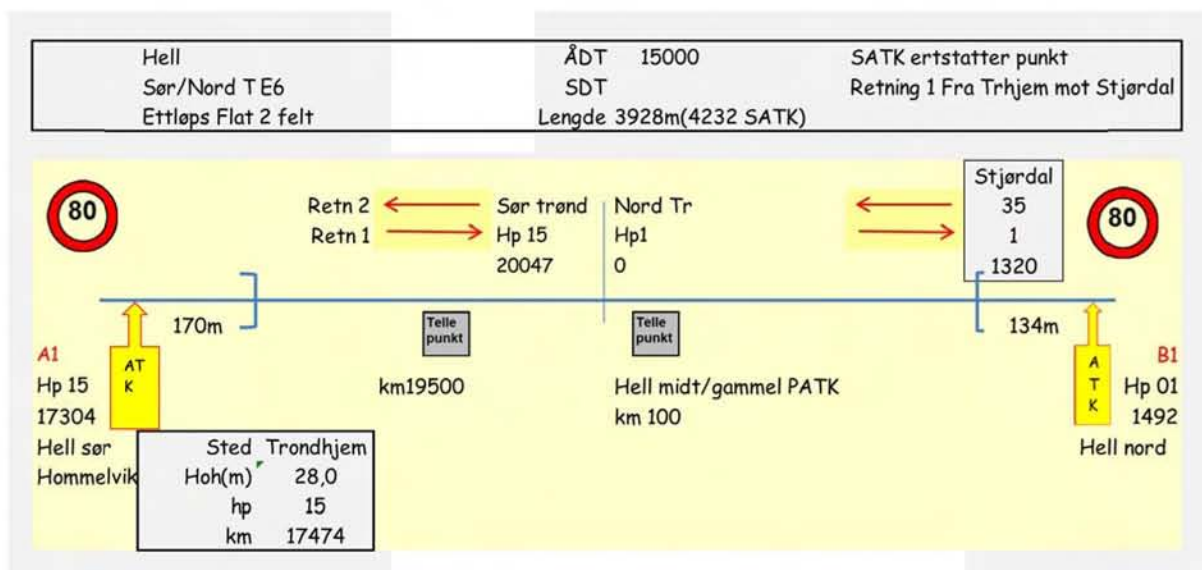 Hell ÅDT 15000 SATK ertstatter punkt
Sør/Nord T E6 SDT Retning 1 Fra Trhjem mot Stjørdal
Ettløps Flat 2 felt Lengde 3928m(4232 SATK)
Stjørdal
80 Retn 2 Sør trønd Nord Tr 35 80
Retn 1 Hp 15 Hp1 1
20047 0 1320
170m Telle punkt Telle punkt 134m
A1 AT K A T K B1
Hp 15 km19500 Hell midt/gammel PATK Hp 01
17304 km 100 1492
Hell sør Sted Trondhjem Hell nord
Hommelvik Hoh(m) 28,0
hp 15
km 17474